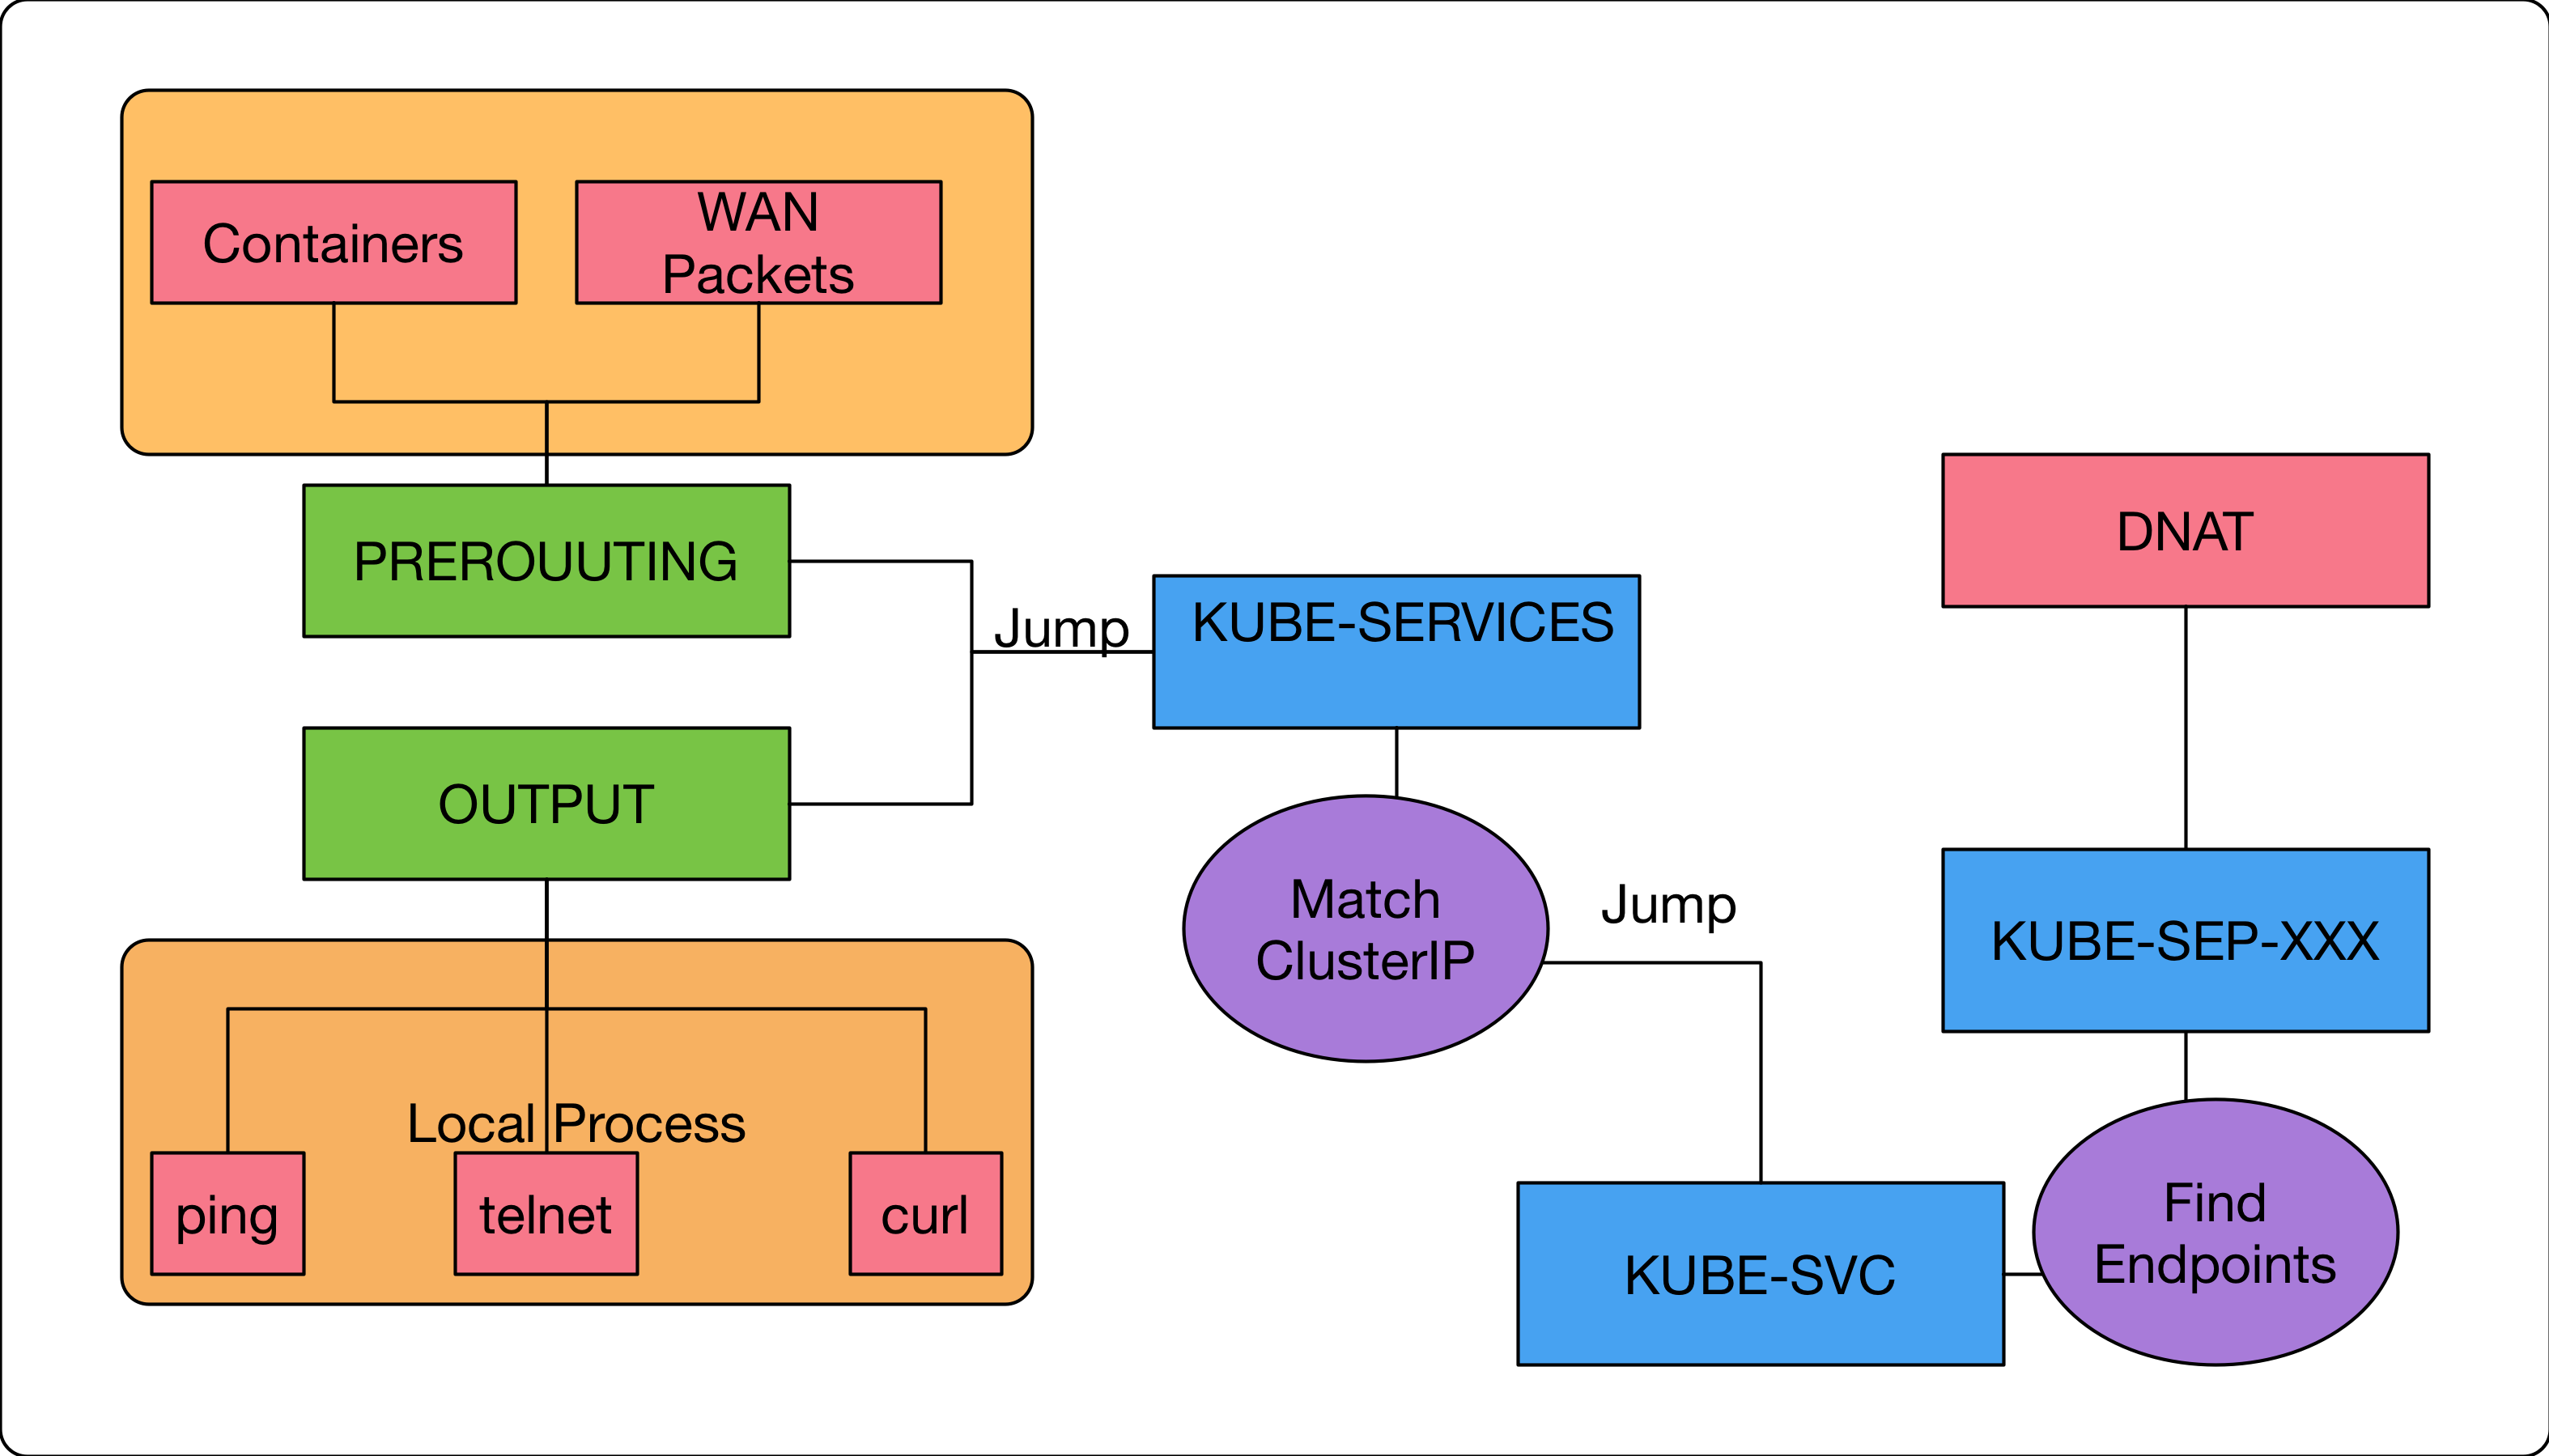 Containers
WAN
Packets
PREROUUTING
OUTPUT
Local Process
ping
telnet
curl
Jump
KUBE-SERVICES
Match
ClusterIP
Jump
KUBE-SVC
Find
Endpoints
KUBE-SEP-XXX
DNAT